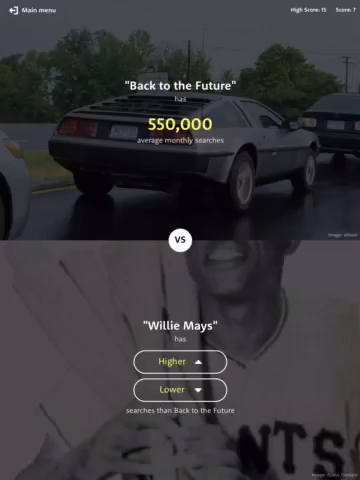 Main menu
High Score: 15 Score: 7
"Back to the Future"
has
550,000
average monthly searches
VS
"Willie Mays"
has
Higher
Lower
searches than Back to the Future
NTS